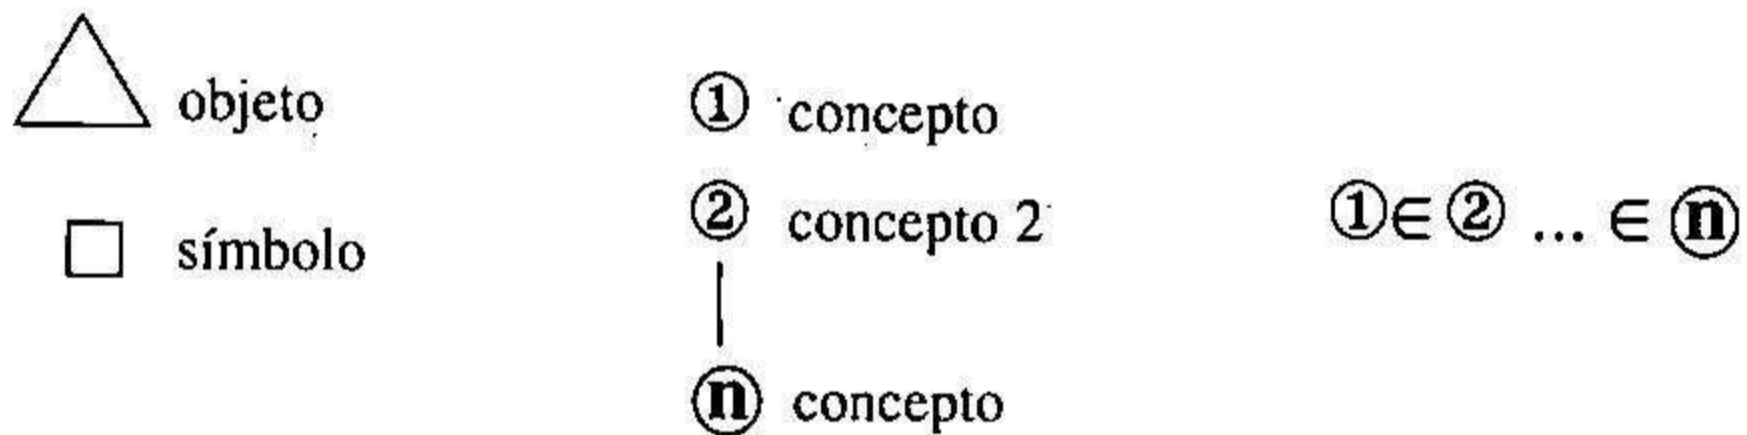 objeto
símbolo
① concepto
② concepto 2
ⓝ concepto
①∈ ② ... ∈ ⓝ